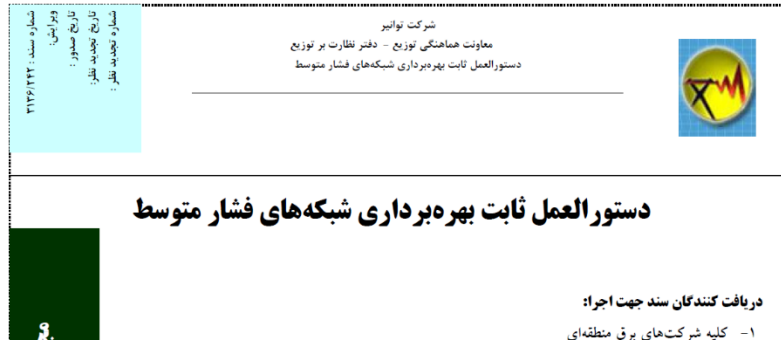 شرکت توانیر
معاونت هماهنگی توزیع - دفتر نظارت بر توزیع
دستورالعمل ثابت بهره‌برداری شبکه‌های فشار متوسط
شماره سند : ۳۱۳۶/۲۴۲
ویرایش:
تاریخ صدور :
تاریخ تجدید نظر:
شماره تجدید نظر :
دستورالعمل ثابت بهره‌برداری شبکه‌های فشار متوسط
دریافت کنندگان سند جهت اجرا:
۱- کلیه شرکت‌های برق منطقه‌ای